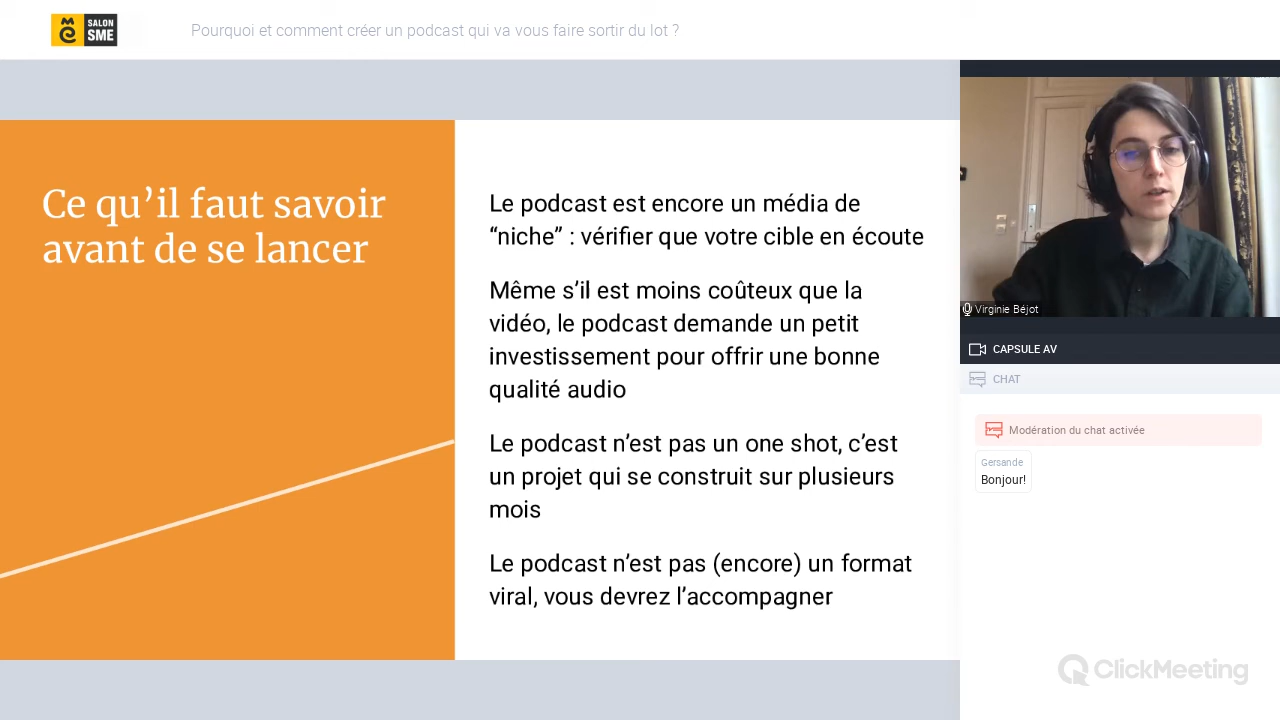 SALON
SME
Pourquoi et comment créer un podcast qui va vous faire sortir du lot ?
Ce qu’il faut savoir
avant de se lancer
Le podcast est encore un média de
“niche” : vérifier que votre cible en écoute
Même s’il est moins coûteux que la
vidéo, le podcast demande un petit
investissement pour offrir une bonne
qualité audio
Le podcast n’est pas un one shot, c’est
un projet qui se construit sur plusieurs
mois
Le podcast n’est pas (encore) un format
viral, vous devrez l’accompagner
Virginie Béjot
CAPSULE AV
CHAT
Modération du chat activée
Gersande
Bonjour!
ClickMeeting